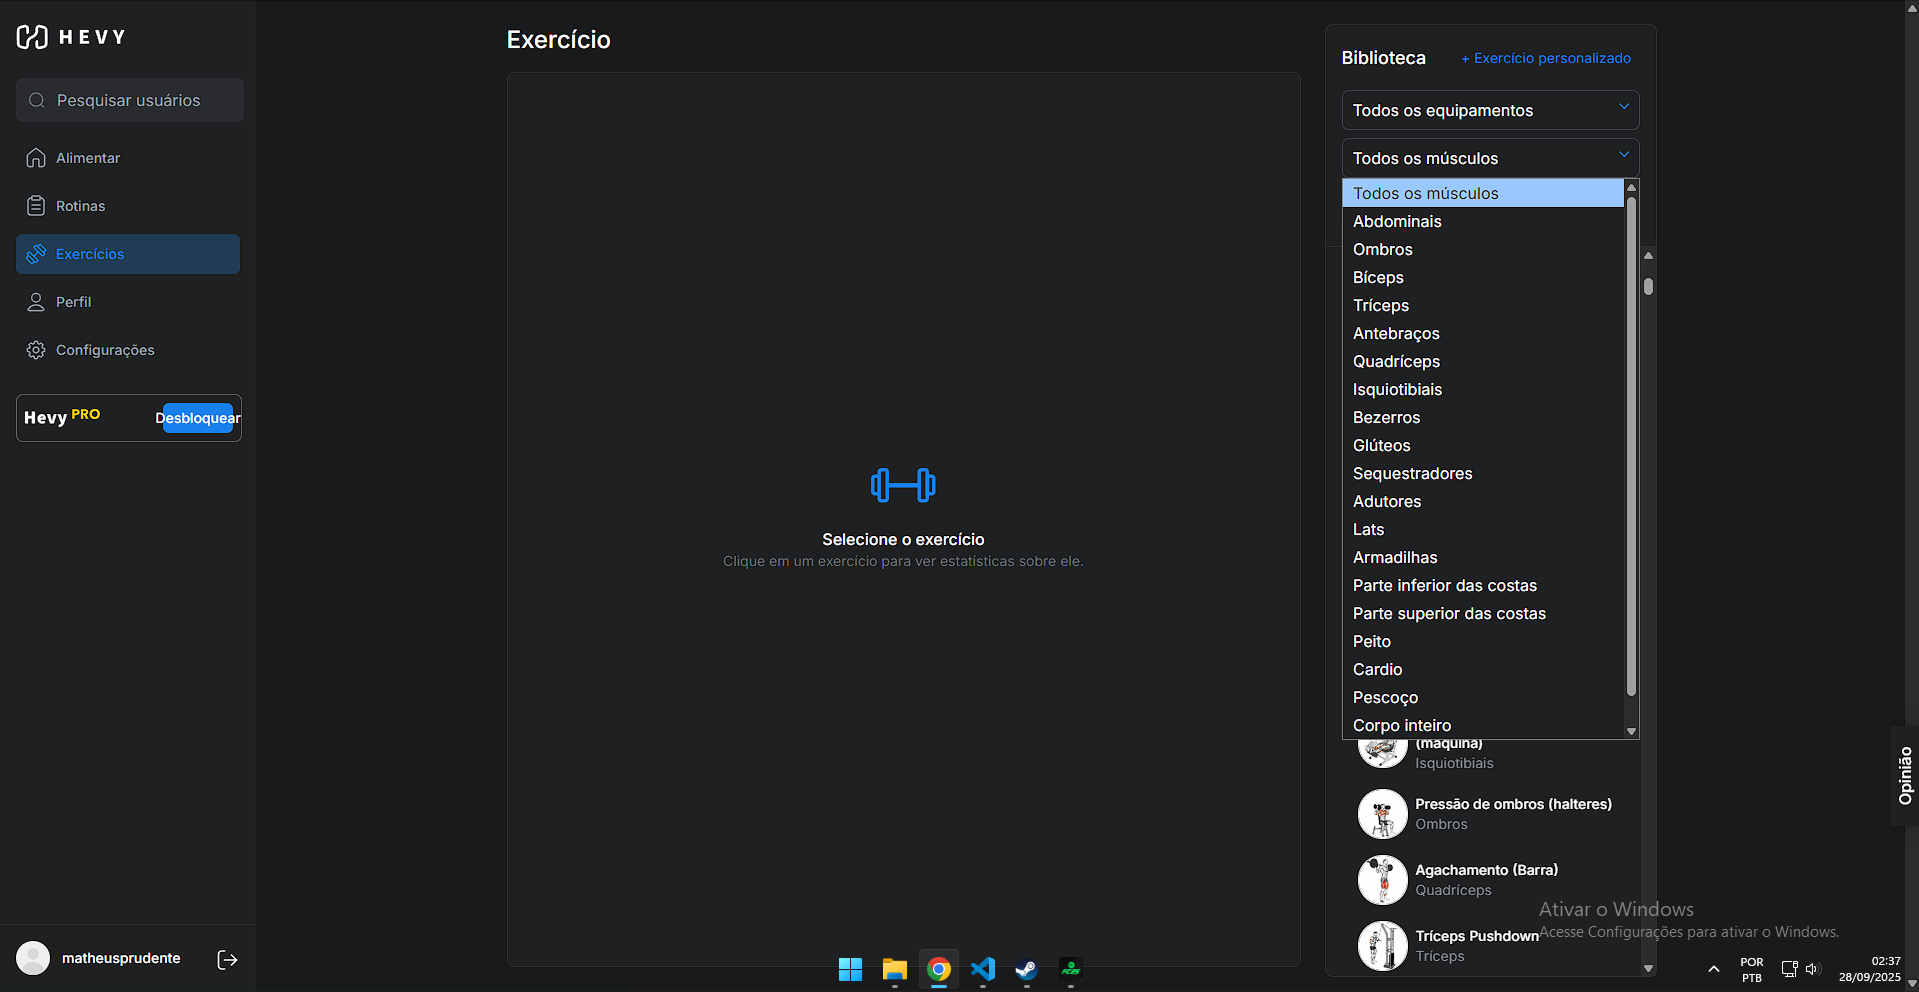 HEVY
Pesquisar usuários
Alimentar
Rotinas
Exercícios
Perfil
Configurações
Hevy PRO
Desbloquear
matheusprudente
Exercício
Selecione o exercício
Clique em um exercício para ver estatísticas sobre ele.
Biblioteca
+ Exercício personalizado
Todos os equipamentos
Todos os músculos
Todos os músculos
Abdominais
Ombros
Bíceps
Tríceps
Antebraços
Quadríceps
Isquiotibiais
Bezerros
Glúteos
Sequestradores
Adutores
Lats
Armadilhas
Parte inferior das costas
Parte superior das costas
Peito
Cardio
Pescoço
Corpo inteiro
(máquina)
Isquiotibiais
Pressão de ombros (halteres)
Ombros
Agachamento (Barra)
Quadríceps
Tríceps Pushdown
Tríceps
Opinião
Ativar o Windows
Acesse Configurações para ativar o Windows.
FC25
POR
PTB
02:37
28/09/2025